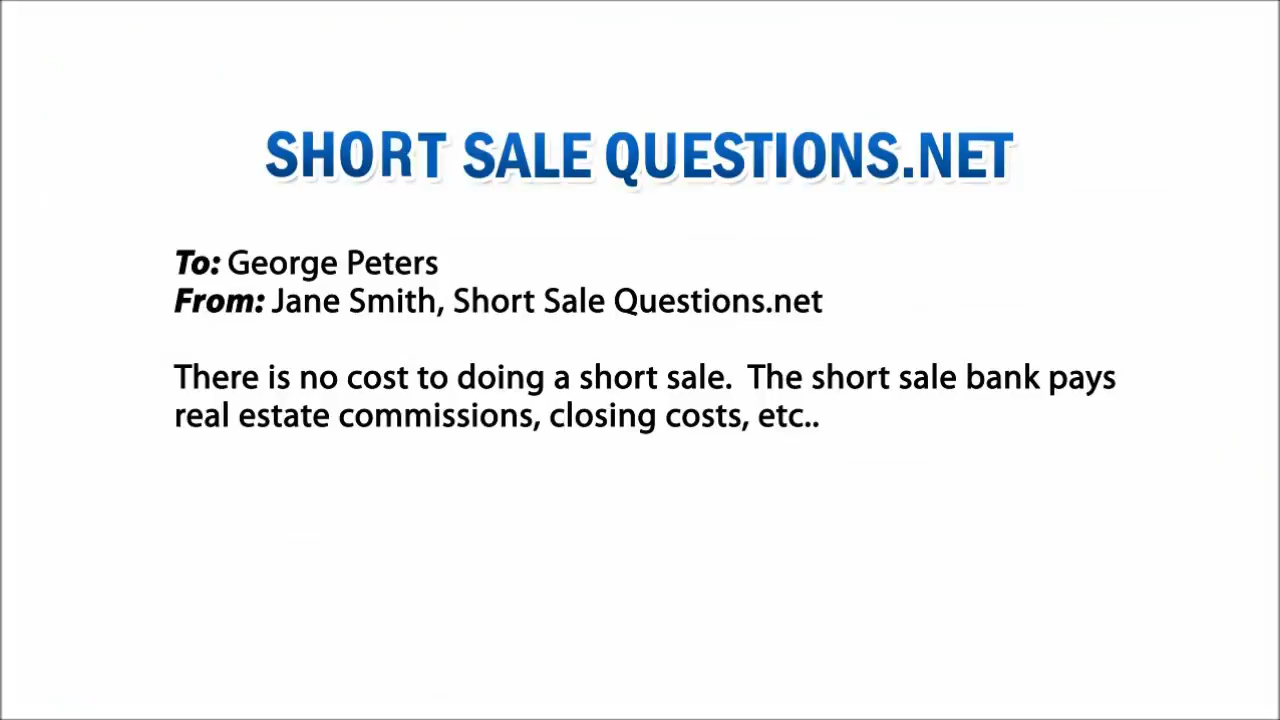 SHORT SALE QUESTIONS.NET
To: George Peters
From: Jane Smith, Short Sale Questions.net
There is no cost to doing a short sale.  The short sale bank pays
real estate commissions, closing costs, etc..